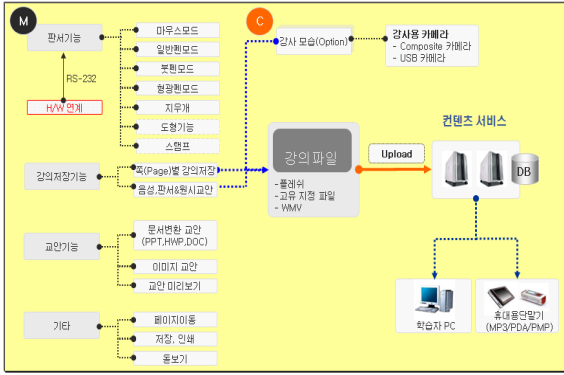 M
판서기능
RS-232
H/W 연계
마우스모드
일반펜모드
붓펜모드
형광펜모드
지우개
도형기능
스탬프
강의저장기능
쪽(Page)별 강의저장
음성,판서&원시교안
교안기능
문서변환 교안
(PPT,HWP,DOC)
이미지 교안
교안 미리보기
기타
페이지이동
저장, 인쇄
돋보기
C
강사 모습(Option)
강사용 카메라
- Composite 카메라
- USB 카메라
강의파일
-플레쉬
-고유 지정 파일
- WMV
Upload
컨텐츠 서비스
DB
학습자 PC
휴대용단말기
(MP3/PDA/PMP)